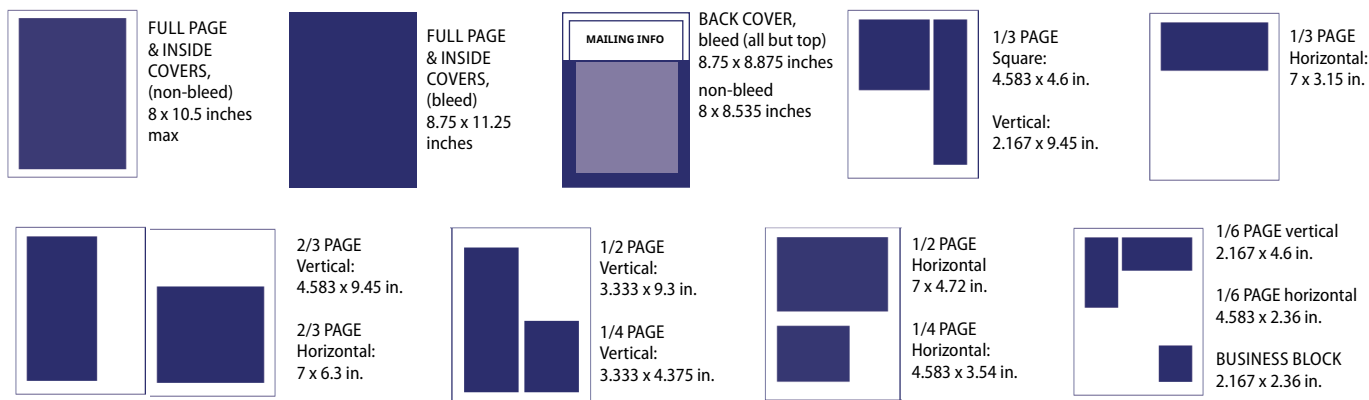 FULL PAGE
& INSIDE
COVERS,
(non-bleed)
8 x 10.5 inches
max
FULL PAGE
& INSIDE
COVERS,
(bleed)
8.75 x 11.25
inches
MAILING INFO
BACK COVER,
bleed (all but top)
8.75 x 8.875 inches
non-bleed
8 x 8.535 inches
1/3 PAGE
Square:
4.583 x 4.6 in.
Vertical:
2.167 x 9.45 in.
1/3 PAGE
Horizontal:
7 x 3.15 in.
2/3 PAGE
Vertical:
4.583 x 9.45 in.
2/3 PAGE
Horizontal:
7 x 6.3 in.
1/2 PAGE
Vertical:
3.333 x 9.3 in.
1/4 PAGE
Vertical:
3.333 x 4.375 in.
1/2 PAGE
Horizontal
7 x 4.72 in.
1/4 PAGE
Horizontal:
4.583 x 3.54 in.
1/6 PAGE vertical
2.167 x 4.6 in.
1/6 PAGE horizontal
4.583 x 2.36 in.
BUSINESS BLOCK
2.167 x 2.36 in.